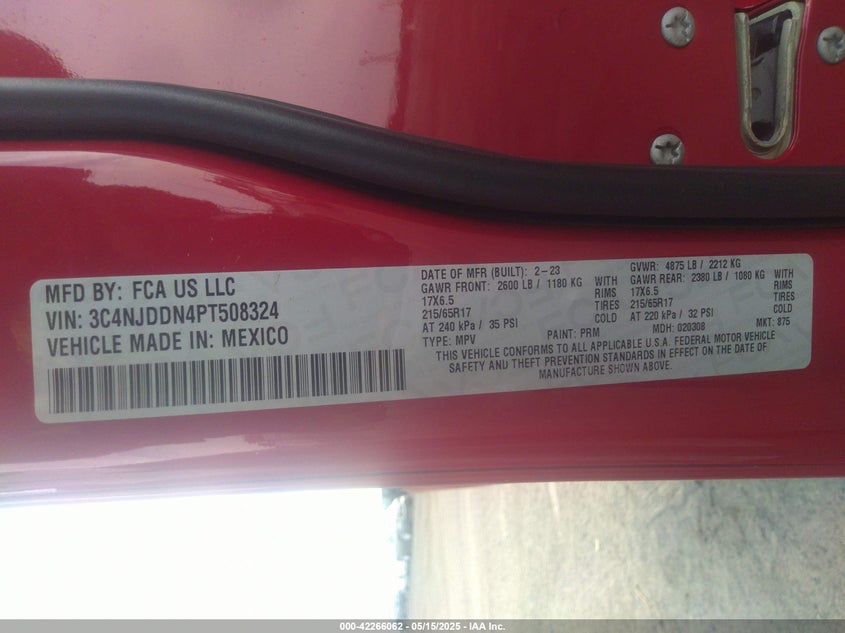 MFD BY: FCA US LLC
VIN: 3C4NJDDN4PT508324
VEHICLE MADE IN: MEXICO
DATE OF MFR (BUILT): 2-23
GVWR: 4875 LB / 2212 KG
GAWR FRONT: 2600 LB / 1180 KG WITH
17X6.5 RIMS
215/65R17 TIRES
AT 240 kPa / 35 PSI COLD
GAWR REAR: 2380 LB / 1080 KG WITH
17X6.5 RIMS
215/65R17 TIRES
AT 220 kPa / 32 PSI COLD
TYPE: MPV PAINT: PRM MDH: 020308 MKT: 875
THIS VEHICLE CONFORMS TO ALL APPLICABLE U.S.A. FEDERAL MOTOR VEHICLE
SAFETY AND THEFT PREVENTION STANDARDS IN EFFECT ON THE DATE OF
MANUFACTURE SHOWN ABOVE.
000-42266062 - 05/15/2025 - IAA Inc.